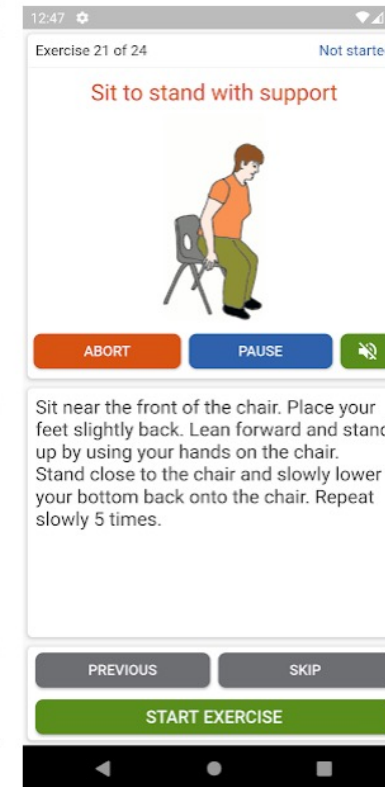 12:47
Exercise 21 of 24 Not starte
Sit to stand with support
ABORT PAUSE
Sit near the front of the chair. Place your
feet slightly back. Lean forward and stand
up by using your hands on the chair.
Stand close to the chair and slowly lower
your bottom back onto the chair. Repeat
slowly 5 times.
PREVIOUS SKIP
START EXERCISE